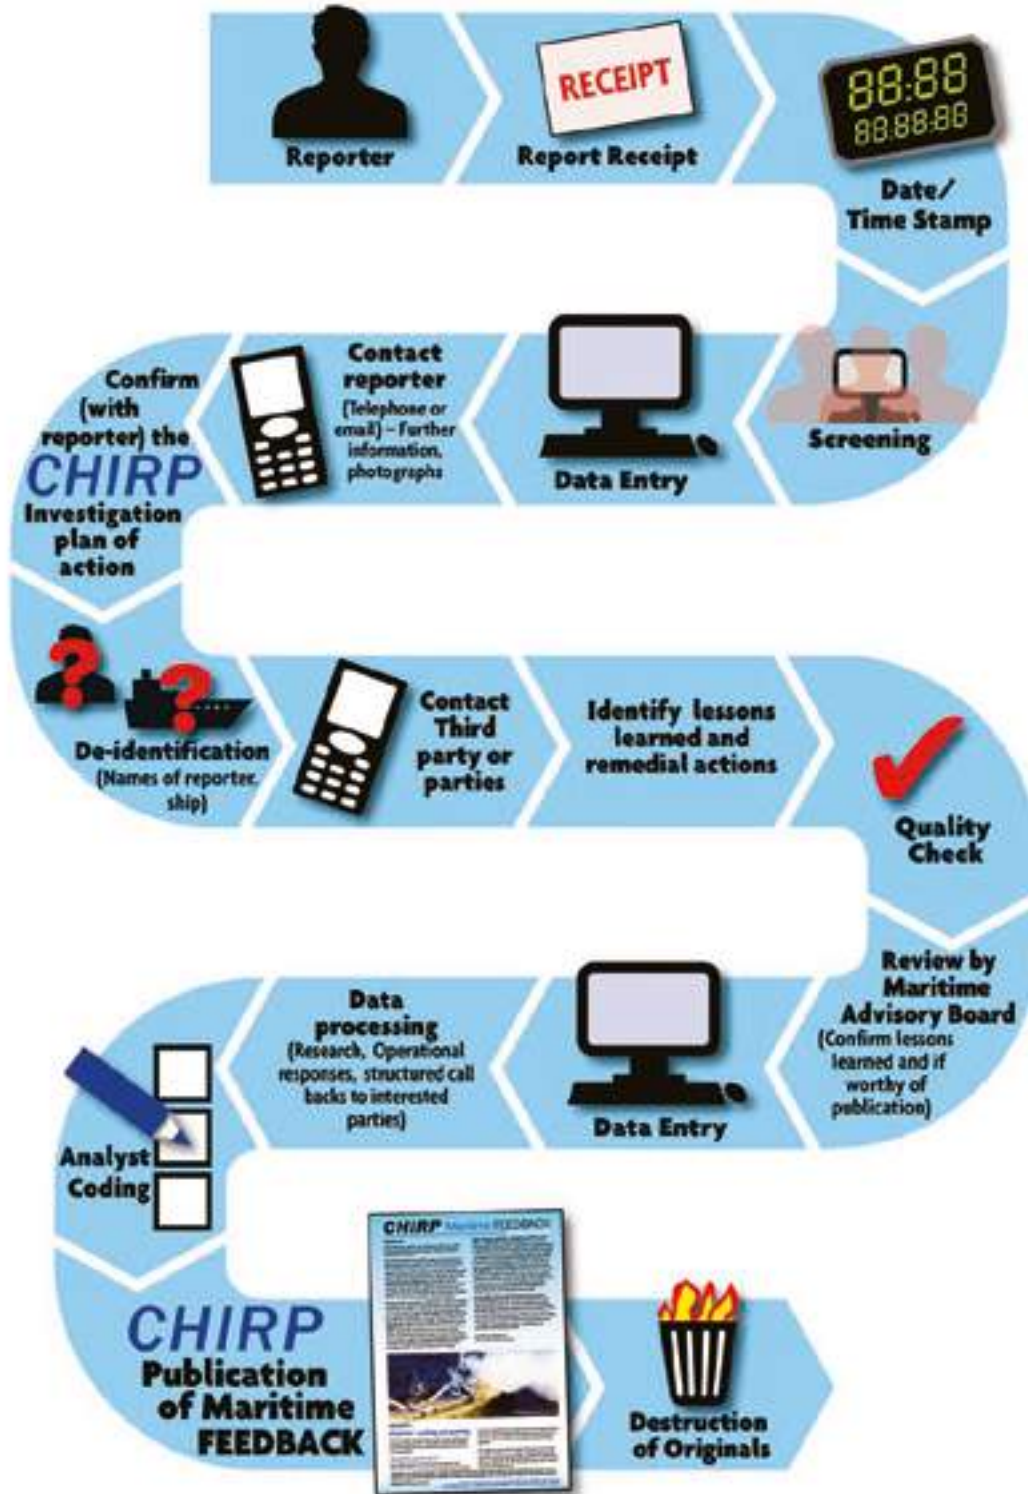 Reporter
RECEIPT
Report Receipt
88:88
88:88:88
Date/
Time Stamp
Screening
Data Entry
Contact
reporter
(Telephone or
email) – Further
information,
photographs
Confirm
(with
reporter) the
CHIRP
Investigation
plan of
action
De-identification
(Names of reporter,
ship)
Contact
Third
party or
parties
Identify lessons
learned and
remedial actions
Quality
Check
Review by
Maritime
Advisory Board
(Confirm lessons
learned and if
worthy of
publication)
Data Entry
Data
processing
(Research, Operational
responses, structured call
backs to interested
parties)
Analyst
Coding
CHIRP
Publication
of Maritime
FEEDBACK
CHIRP Maritime FEEDBACK
Destruction
of Originals